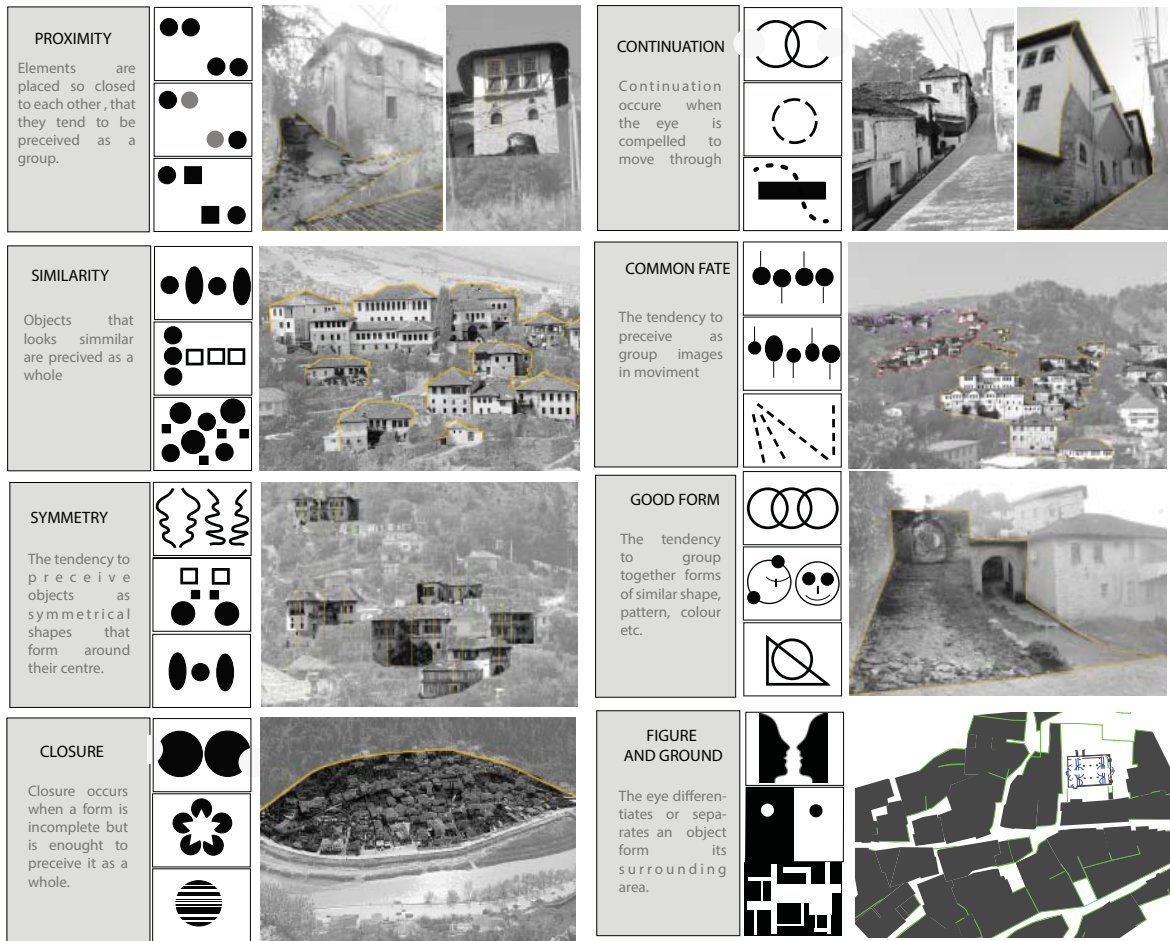 PROXIMITY
Elements are
placed so closed
to each other , that
they tend to be
preceived as a
group.
SIMILARITY
Objects that
looks simmilar
are precived as a
whole
SYMMETRY
The tendency to
preceive
objects as
symmetrical
shapes that
form around
their centre.
CLOSURE
Closure occurs
when a form is
incomplete but
is enought to
preceive it as a
whole.
CONTINUATION
Continuation
occure when
the eye is
compelled to
move through
COMMON FATE
The tendency to
preceive as
group images
in moviment
GOOD FORM
The tendency
to group
together forms
of similar shape,
pattern, colour
etc.
FIGURE
AND GROUND
The eye differen-
tiates or sepa-
rates an object
form its
surrounding
area.